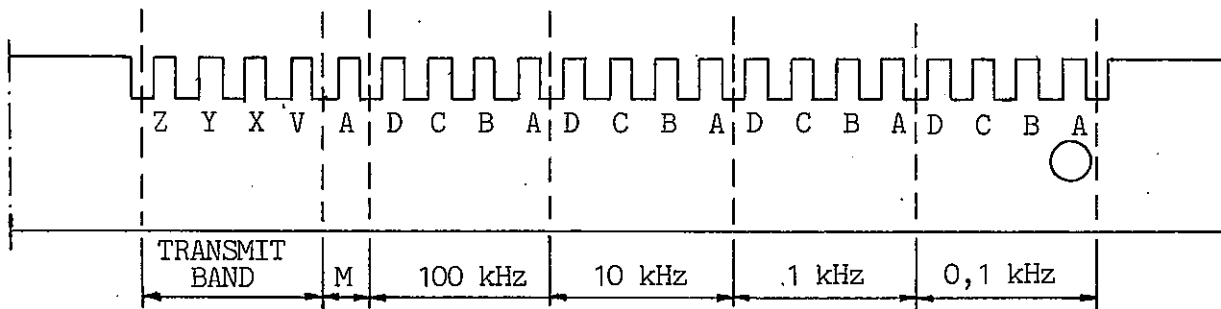 Z Y X V A D C B A D C B A D C B A D C B A
TRANSMIT
BAND M 100 kHz 10 kHz 1 kHz 0,1 kHz